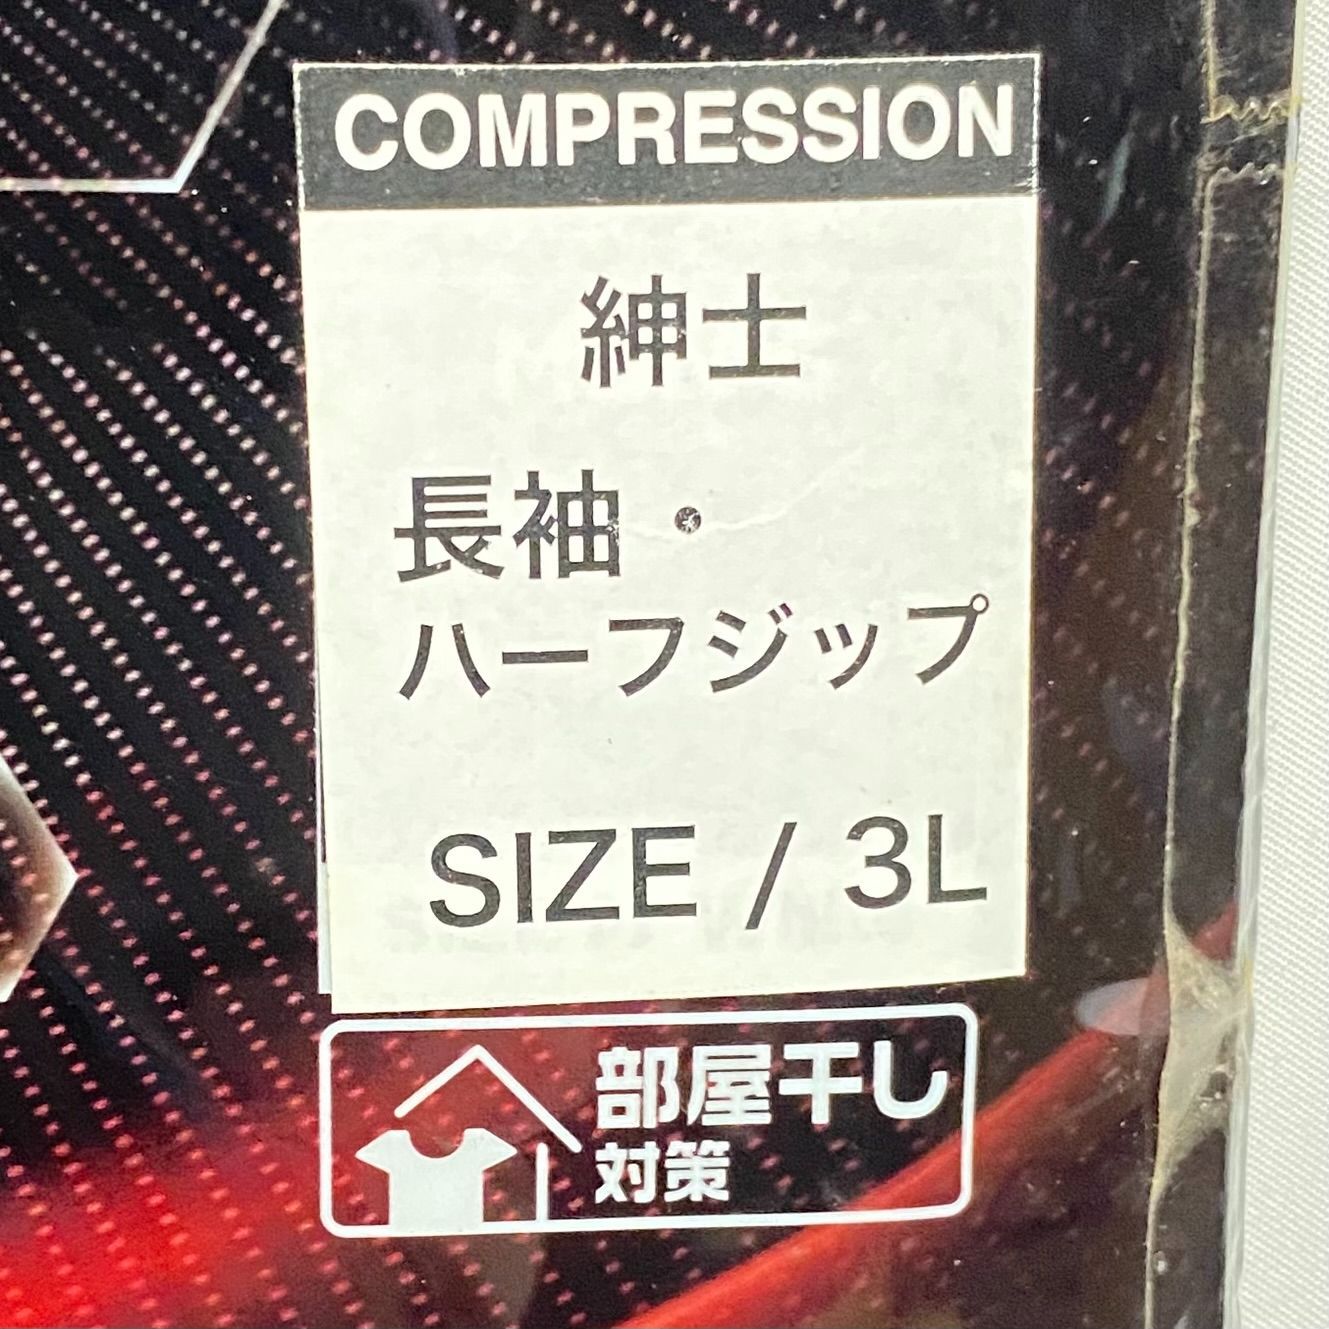 COMPRESSION
紳士
長袖・
ハーフジップ
SIZE / 3L
部屋干し
対策